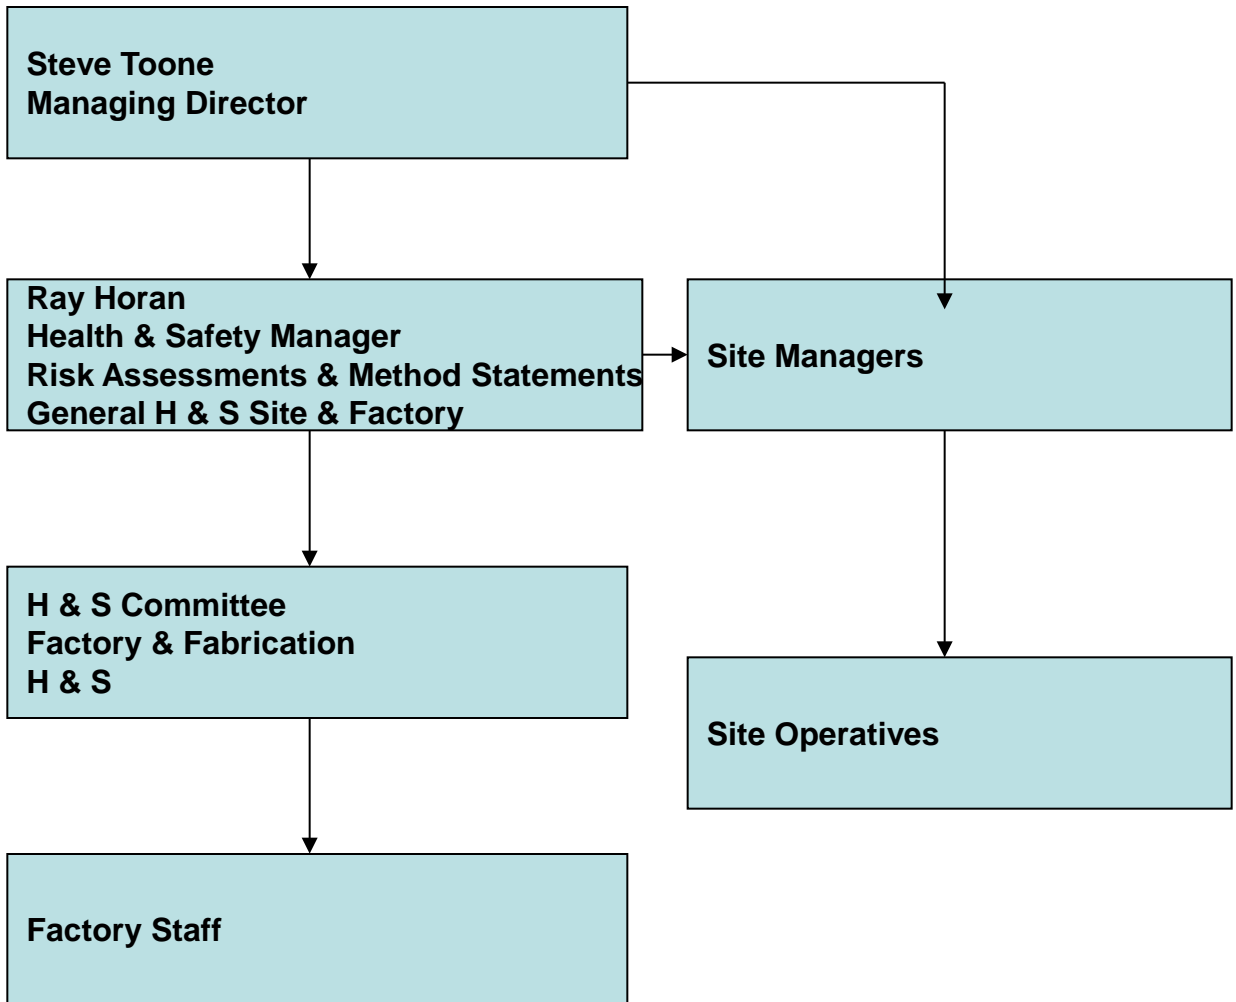 Steve Toone
Managing Director
Ray Horan
Health & Safety Manager
Risk Assessments & Method Statements
General H & S Site & Factory
Site Managers
H & S Committee
Factory & Fabrication
H & S
Site Operatives
Factory Staff